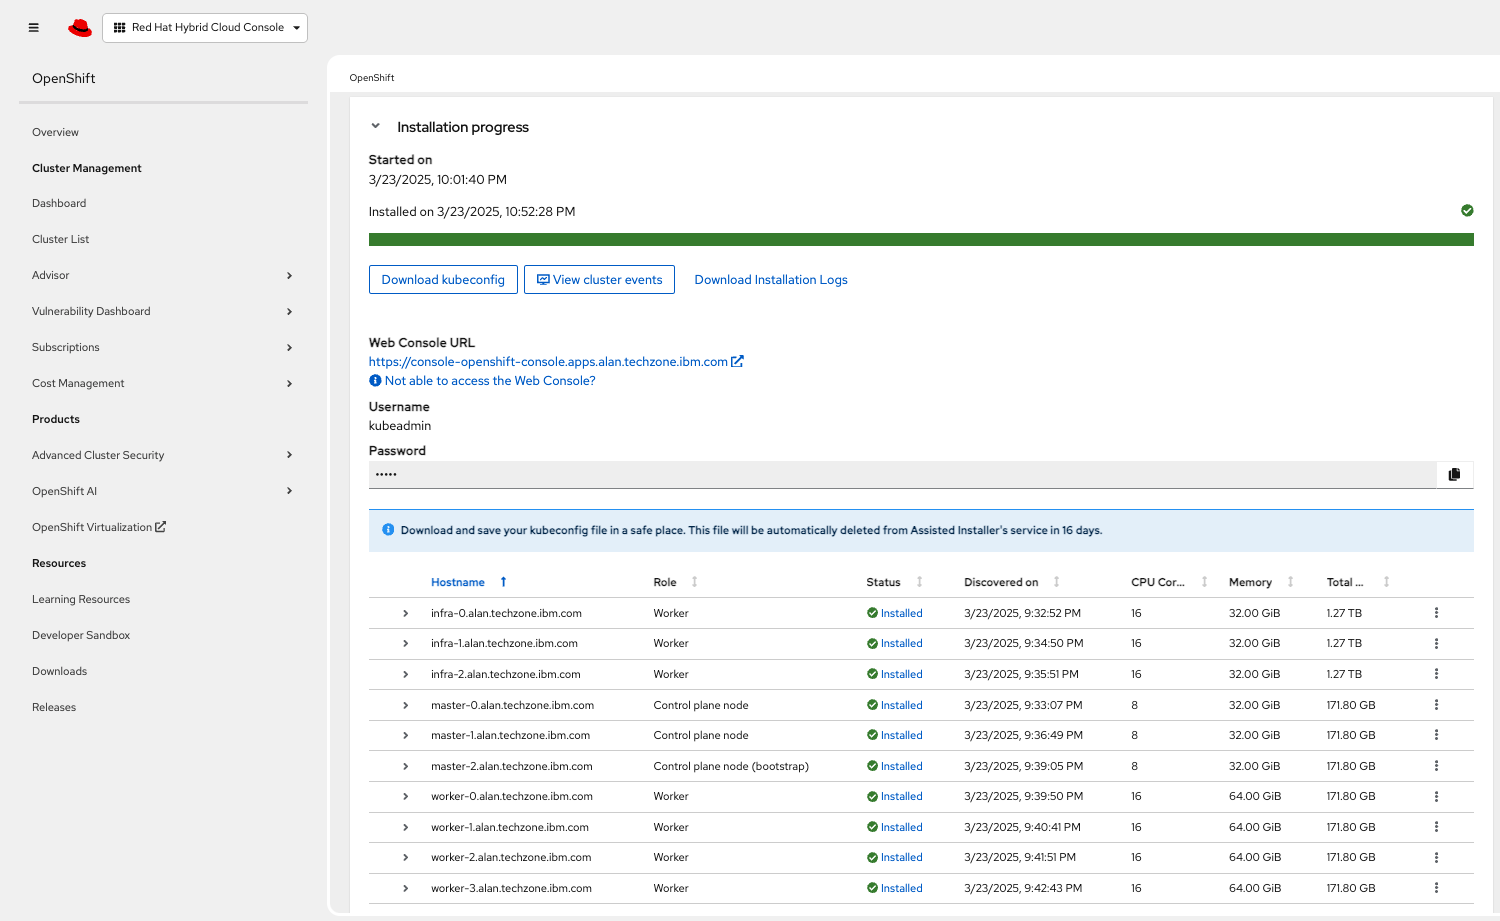 Red Hat Hybrid Cloud Console
OpenShift
Overview
Cluster Management
Dashboard
Cluster List
Advisor
Vulnerability Dashboard
Subscriptions
Cost Management
Products
Advanced Cluster Security
OpenShift AI
OpenShift Virtualization
Resources
Learning Resources
Developer Sandbox
Downloads
Releases
OpenShift
Installation progress
Started on
3/23/2025, 10:01:40 PM
Installed on 3/23/2025, 10:52:28 PM
Download kubeconfig View cluster events Download Installation Logs
Web Console URL
https://console-openshift-console.apps.alan.techzone.ibm.com
Not able to access the Web Console?
Username
kubeadmin
Password
•••••
Download and save your kubeconfig file in a safe place. This file will be automatically deleted from Assisted Installer's service in 16 days.
Hostname Role Status Discovered on CPU Cor... Memory Total ...
infra-0.alan.techzone.ibm.com Worker Installed 3/23/2025, 9:32:52 PM 16 32.00 GiB 1.27 TB
infra-1.alan.techzone.ibm.com Worker Installed 3/23/2025, 9:34:50 PM 16 32.00 GiB 1.27 TB
infra-2.alan.techzone.ibm.com Worker Installed 3/23/2025, 9:35:51 PM 16 32.00 GiB 1.27 TB
master-0.alan.techzone.ibm.com Control plane node Installed 3/23/2025, 9:33:07 PM 8 32.00 GiB 171.80 GB
master-1.alan.techzone.ibm.com Control plane node Installed 3/23/2025, 9:36:49 PM 8 32.00 GiB 171.80 GB
master-2.alan.techzone.ibm.com Control plane node (bootstrap) Installed 3/23/2025, 9:39:05 PM 8 32.00 GiB 171.80 GB
worker-0.alan.techzone.ibm.com Worker Installed 3/23/2025, 9:39:50 PM 16 64.00 GiB 171.80 GB
worker-1.alan.techzone.ibm.com Worker Installed 3/23/2025, 9:40:41 PM 16 64.00 GiB 171.80 GB
worker-2.alan.techzone.ibm.com Worker Installed 3/23/2025, 9:41:51 PM 16 64.00 GiB 171.80 GB
worker-3.alan.techzone.ibm.com Worker Installed 3/23/2025, 9:42:43 PM 16 64.00 GiB 171.80 GB